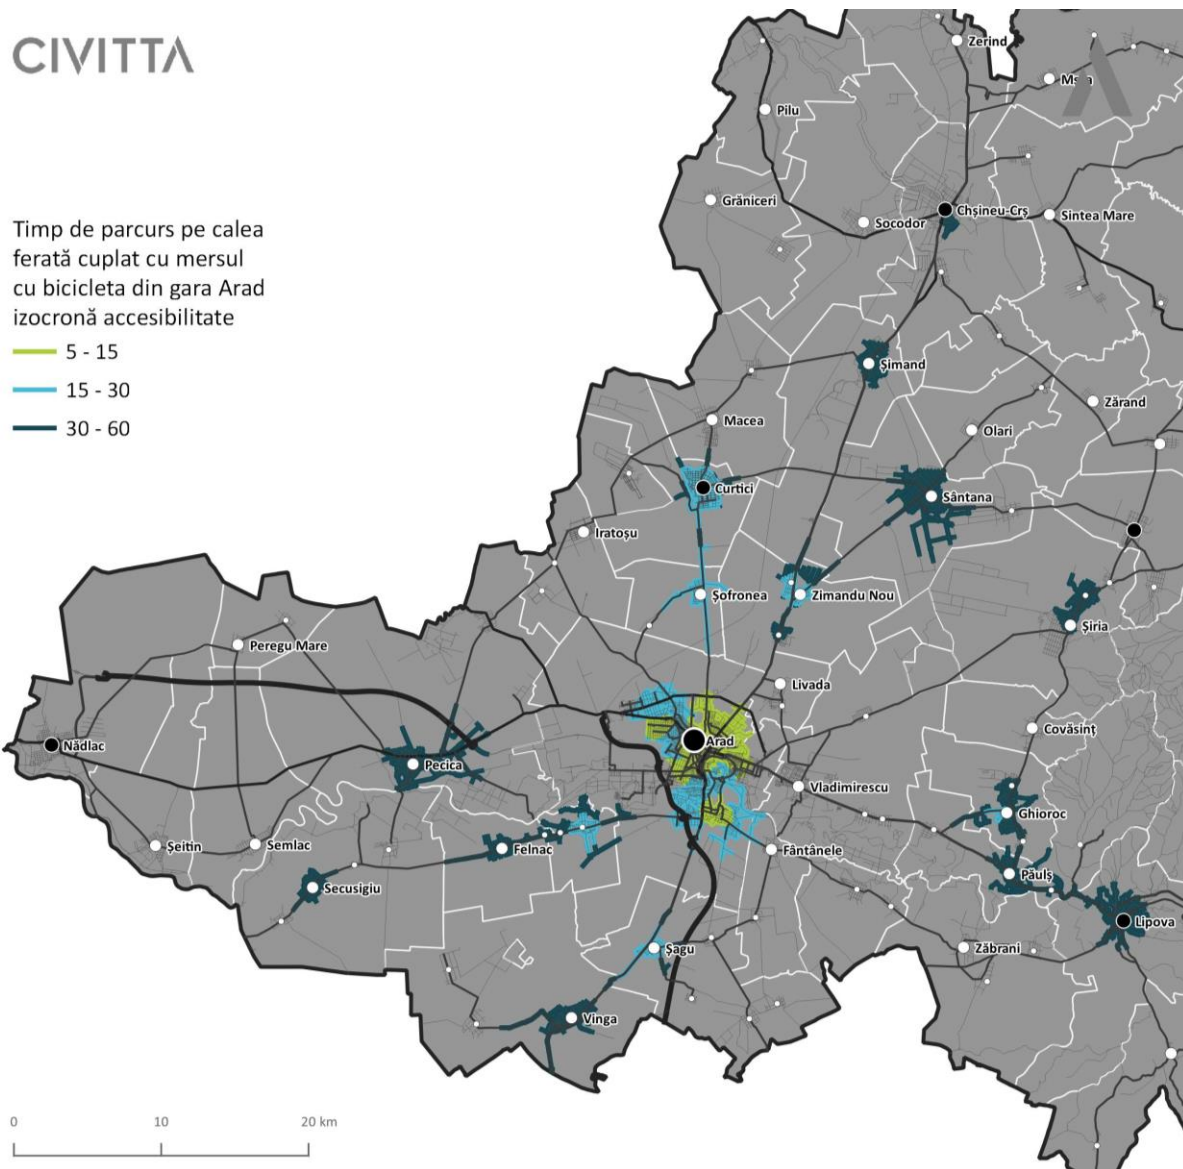 CIVITTA
Timp de parcurs pe calea
ferată cuplat cu mersul
cu bicicleta din gara Arad
izocronă accesibilitate
5 - 15
15 - 30
30 - 60
Zerind
Pilu
Grăniceri
Socodor
Chșineu-Crș
Sintea Mare
Șimand
Zărand
Macea
Olari
Curtici
Sântana
Iratoșu
Șofronea
Zimandu Nou
Șiria
Peregu Mare
Livada
Covăsinț
Arad
Nădlac
Pecica
Vladimirescu
Ghioroc
Șeitin
Semlac
Felnac
Fântânele
Secusigiu
Păulș
Lipova
Șagu
Zăbrani
Vinga
0 10 20 km